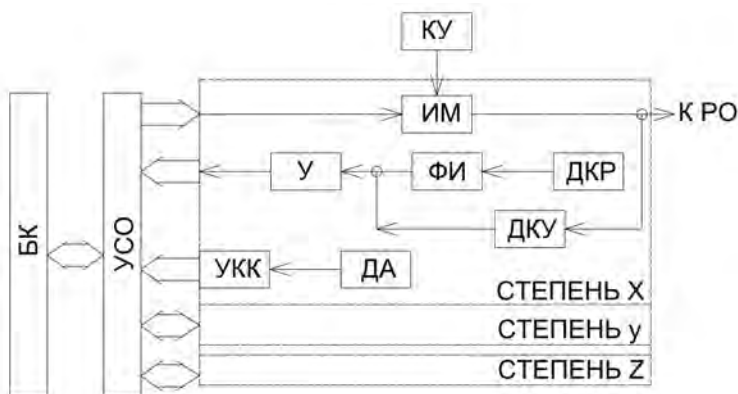 КУ
ИМ
К РО
У
ФИ
ДКР
ДКУ
БК
УСО
УКК
ДА
СТЕПЕНЬ X
СТЕПЕНЬ у
СТЕПЕНЬ Z